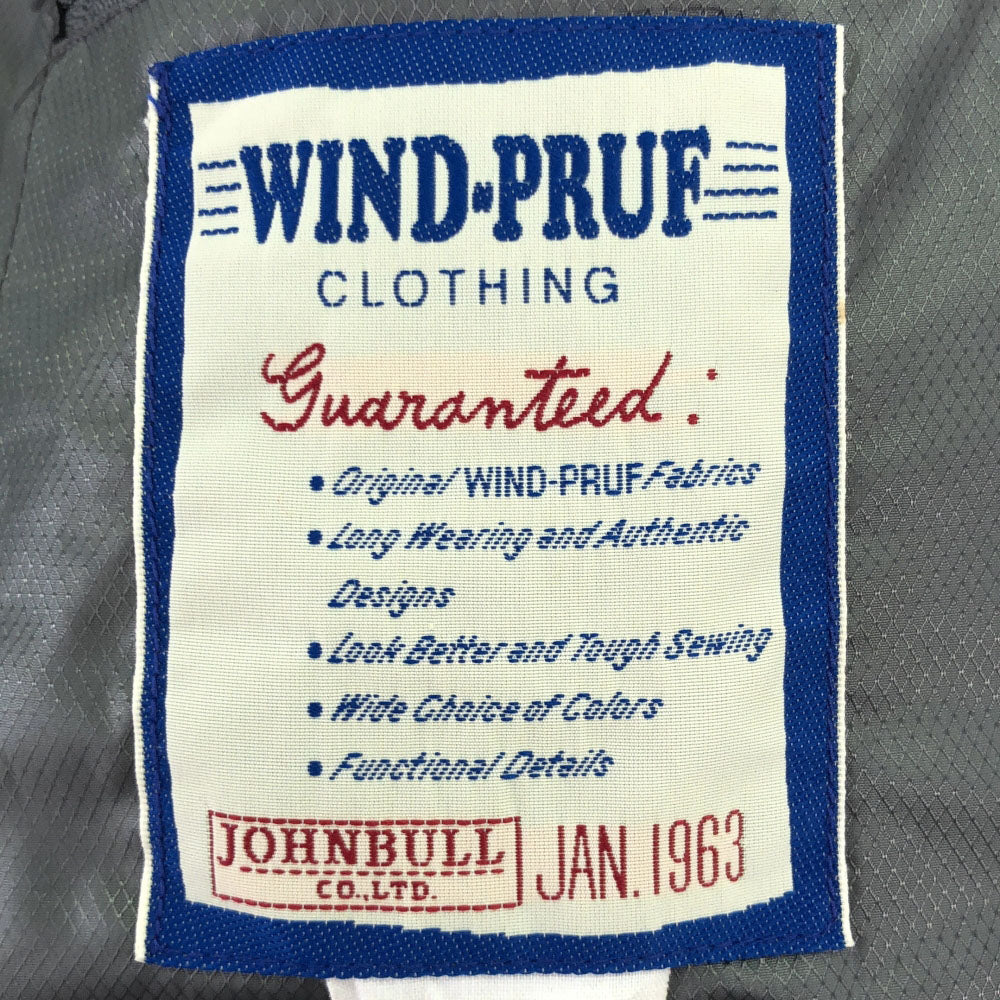 WIND-PRUF
CLOTHING
Guaranteed:
• Original WIND-PRUF Fabrics
• Long Wearing and Authentic
Designs
• Look Better and Tough Sewing
• Wide Choice of Colors
• Functional Details
JOHNBULL
CO.,LTD.
JAN.1963